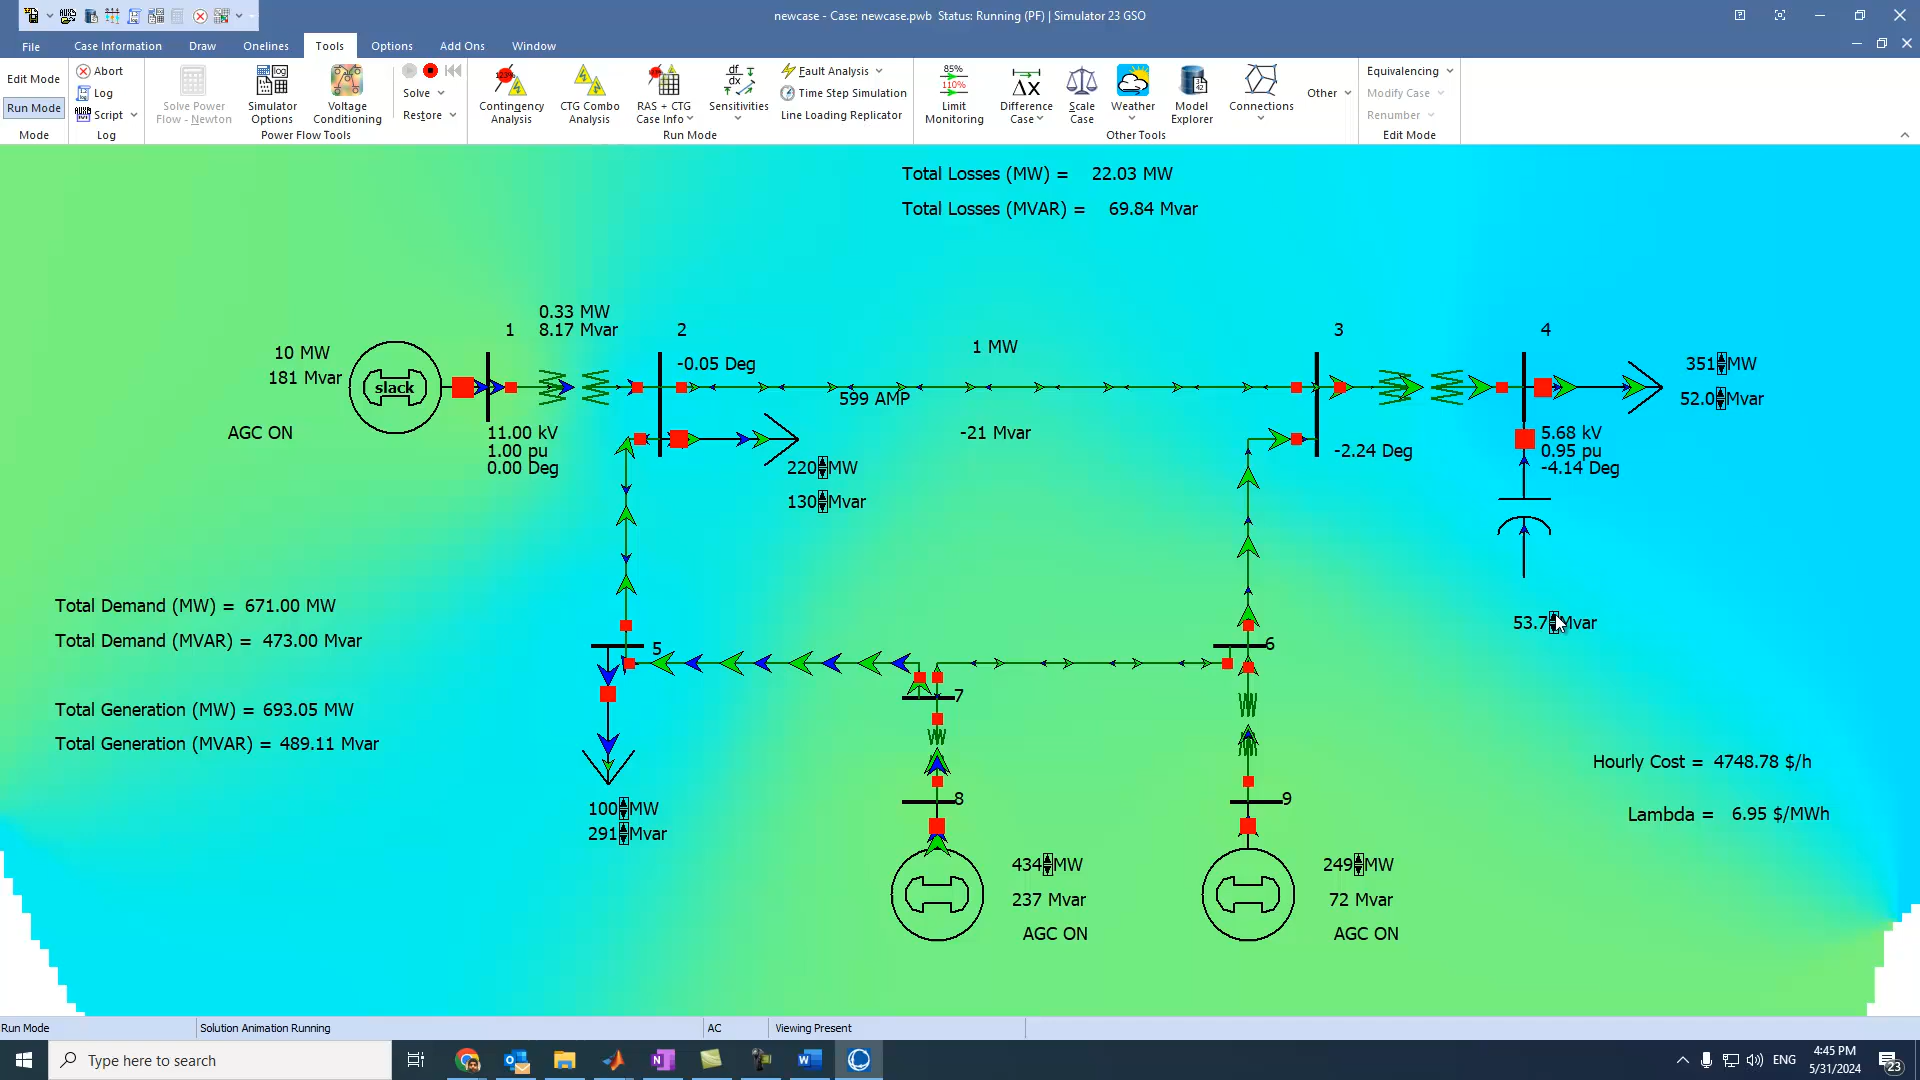 newcase - Case: newcase.pwb Status: Running (PF) | Simulator 23 GSO
File Case Information Draw Onelines Tools Options Add Ons Window
Edit Mode
Run Mode
Mode
Abort
Log
Script
Log
Solve Power
Flow - Newton
Simulator
Options
Voltage
Conditioning
Solve
Restore
Power Flow Tools
Contingency
Analysis
CTG Combo
Analysis
RAS + CTG
Case Info
Sensitivities
Fault Analysis
Time Step Simulation
Line Loading Replicator
Run Mode
Limit
Monitoring
Difference
Case
Scale
Case
Weather
Model
Explorer
Connections
Other
Other Tools
Equivalencing
Modify Case
Renumber
Edit Mode
Total Losses (MW) = 22.03 MW
Total Losses (MVAR) = 69.84 Mvar
0.33 MW
1 8.17 Mvar 2 3 4
10 MW
181 Mvar
slack
AGC ON
-0.05 Deg
1 MW
599 AMP
-21 Mvar
351 MW
52.0 Mvar
11.00 kV
1.00 pu
0.00 Deg
220 MW
130 Mvar
-2.24 Deg
5.68 kV
0.95 pu
-4.14 Deg
Total Demand (MW) = 671.00 MW
Total Demand (MVAR) = 473.00 Mvar
53.7 Mvar
5 6
7
Total Generation (MW) = 693.05 MW
Total Generation (MVAR) = 489.11 Mvar
Hourly Cost = 4748.78 $/h
Lambda = 6.95 $/MWh
8 9
100 MW
291 Mvar
434 MW
237 Mvar
AGC ON
249 MW
72 Mvar
AGC ON
Run Mode Solution Animation Running AC Viewing Present
Type here to search
ENG
4:45 PM
5/31/2024
23